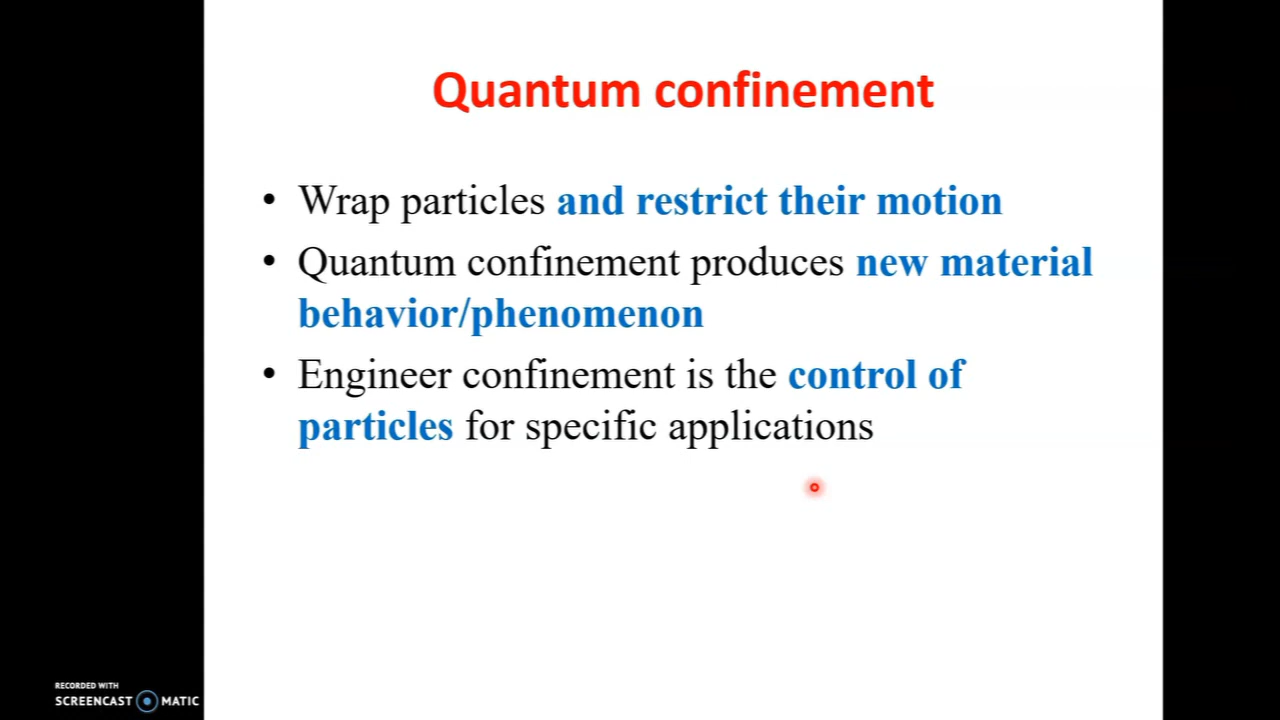 Quantum confinement
• Wrap particles and restrict their motion
• Quantum confinement produces new material
behavior/phenomenon
• Engineer confinement is the control of
particles for specific applications
RECORDED WITH
SCREENCAST MATIC